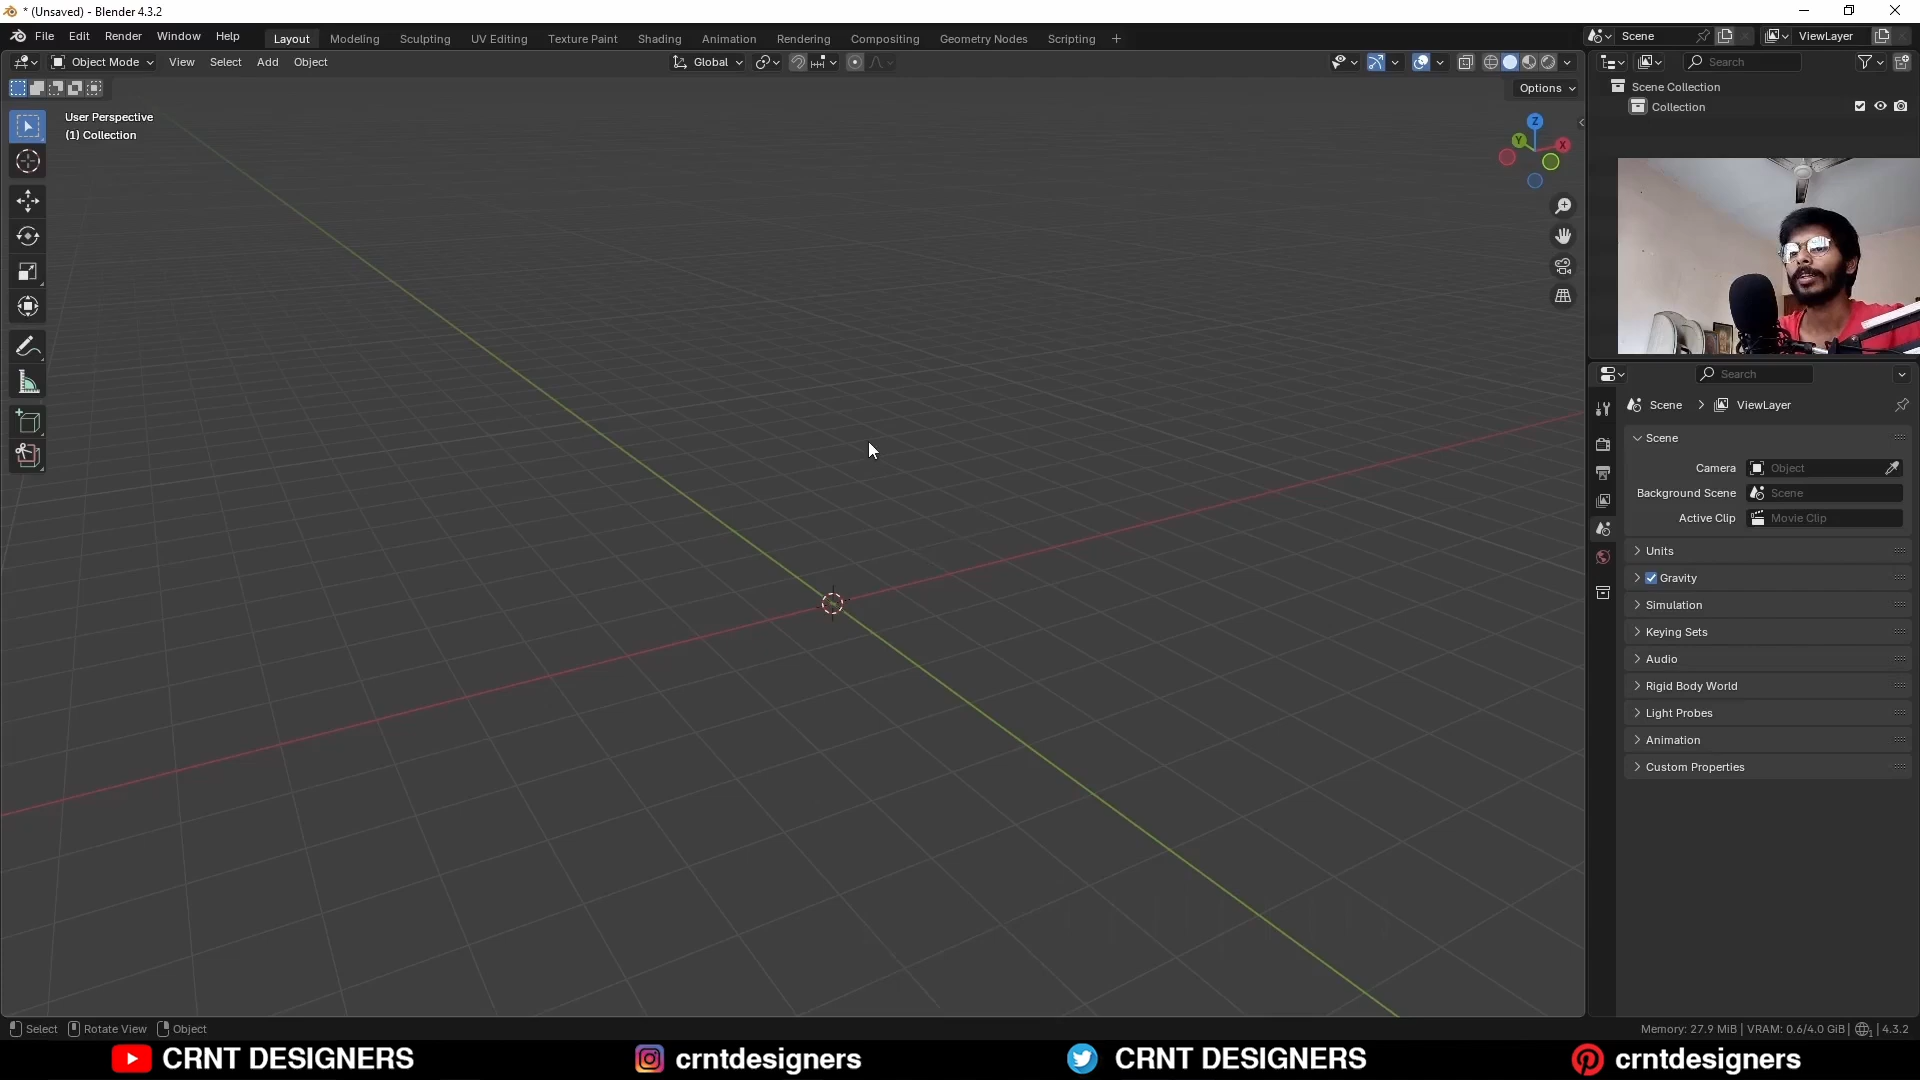 * (Unsaved) - Blender 4.3.2
File Edit Render Window Help Layout Modeling Sculpting UV Editing Texture Paint Shading Animation Rendering Compositing Geometry Nodes Scripting + Scene ViewLayer
Object Mode View Select Add Object Global Search
Options
Scene Collection
Collection
User Perspective
(1) Collection
Z
Y
X
Search
Scene ViewLayer
Scene
Camera Object
Background Scene Scene
Active Clip Movie Clip
Units
Gravity
Simulation
Keying Sets
Audio
Rigid Body World
Light Probes
Animation
Custom Properties
Select Rotate View Object Memory: 27.9 MiB | VRAM: 0.6/4.0 GiB | 4.3.2
CRNT DESIGNERS crntdesigners CRNT DESIGNERS crntdesigners